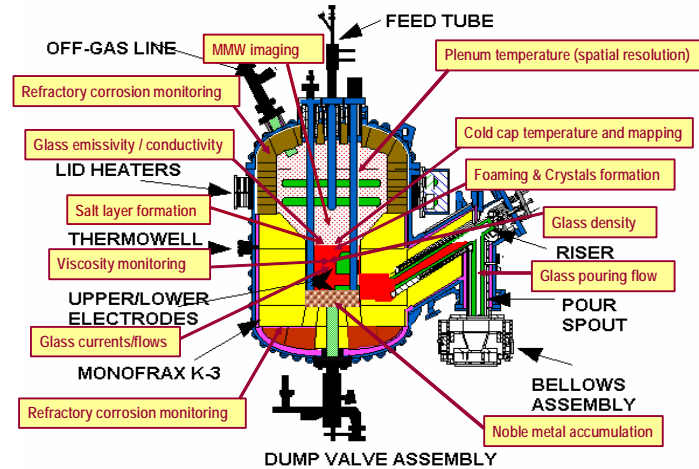 FEED TUBE
OFF-GAS LINE
MMW imaging
Plenum temperature (spatial resolution)
Refractory corrosion monitoring
Glass emissivity / conductivity
Cold cap temperature and mapping
LID HEATERS
Foaming & Crystals formation
Salt layer formation
Glass density
THERMOWELL
RISER
Viscosity monitoring
Glass pouring flow
UPPER/LOWER
ELECTRODES
POUR
SPOUT
Glass currents/flows
MONOFRAX K-3
BELLOWS
ASSEMBLY
Refractory corrosion monitoring
Noble metal accumulation
DUMP VALVE ASSEMBLY